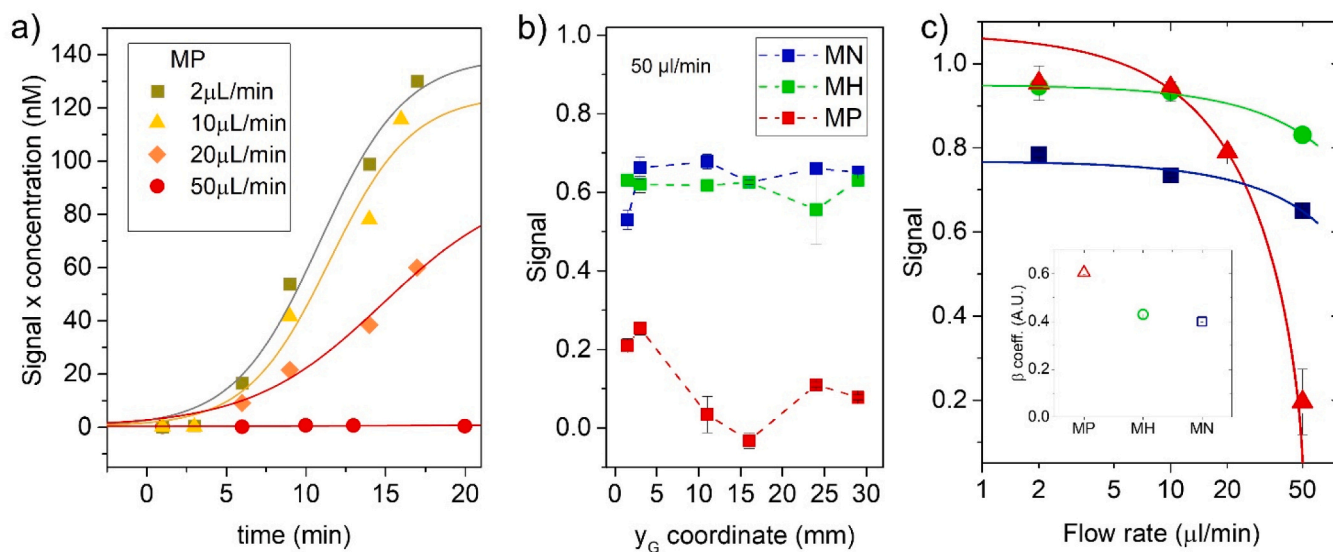 a)
Signal x concentration (nM)
140
120
100
80
60
40
20
0
MP
2μL/min
10μL/min
20μL/min
50μL/min
0 5 10 15 20
time (min)
b)
Signal
1.0
0.8
0.6
0.4
0.2
0.0
50 μl/min
MN
MH
MP
0 5 10 15 20 25 30
yG coordinate (mm)
c)
Signal
1.0
0.8
0.6
0.4
0.2
β coeff. (A.U.)
0.6
0.4
0.2
0.0
MP MH MN
1 2 10 20 50
Flow rate (μl/min)